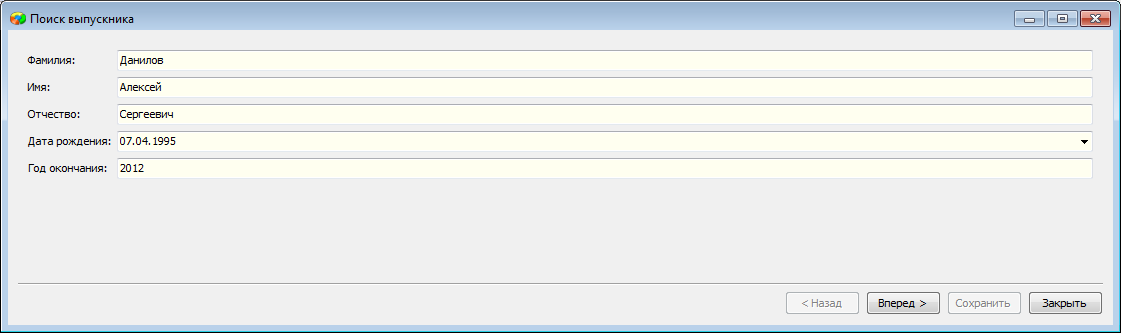 Поиск выпускника
Фамилия: Данилов
Имя: Алексей
Отчество: Сергеевич
Дата рождения: 07.04.1995
Год окончания: 2012
< Назад Вперед > Сохранить Закрыть